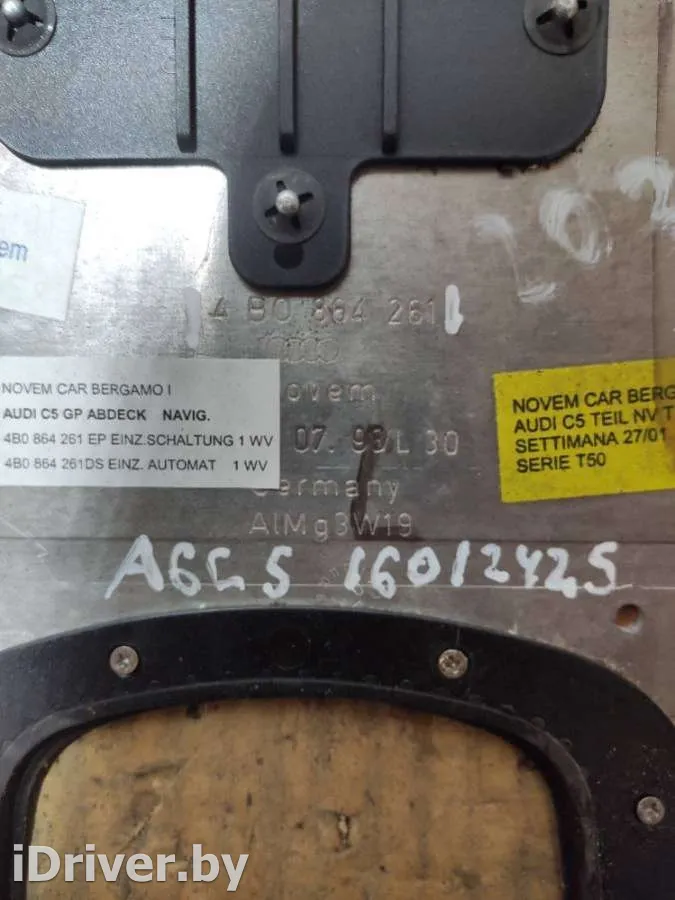 em
4 B0 864 261
NOVEM CAR BERGAMO I
AUDI C5 GP ABDECK NAVIG.
4B0 864 261 EP EINZ.SCHALTUNG 1 WV
4B0 864 261DS EINZ. AUTOMAT 1 WV
ovem
07. 98 L 30
Germany
AlMg3W19
NOVEM CAR BERG
AUDI C5 TEIL NV T
SETTIMANA 27/01
SERIE T50
A6C5 16012425
iDriver.by